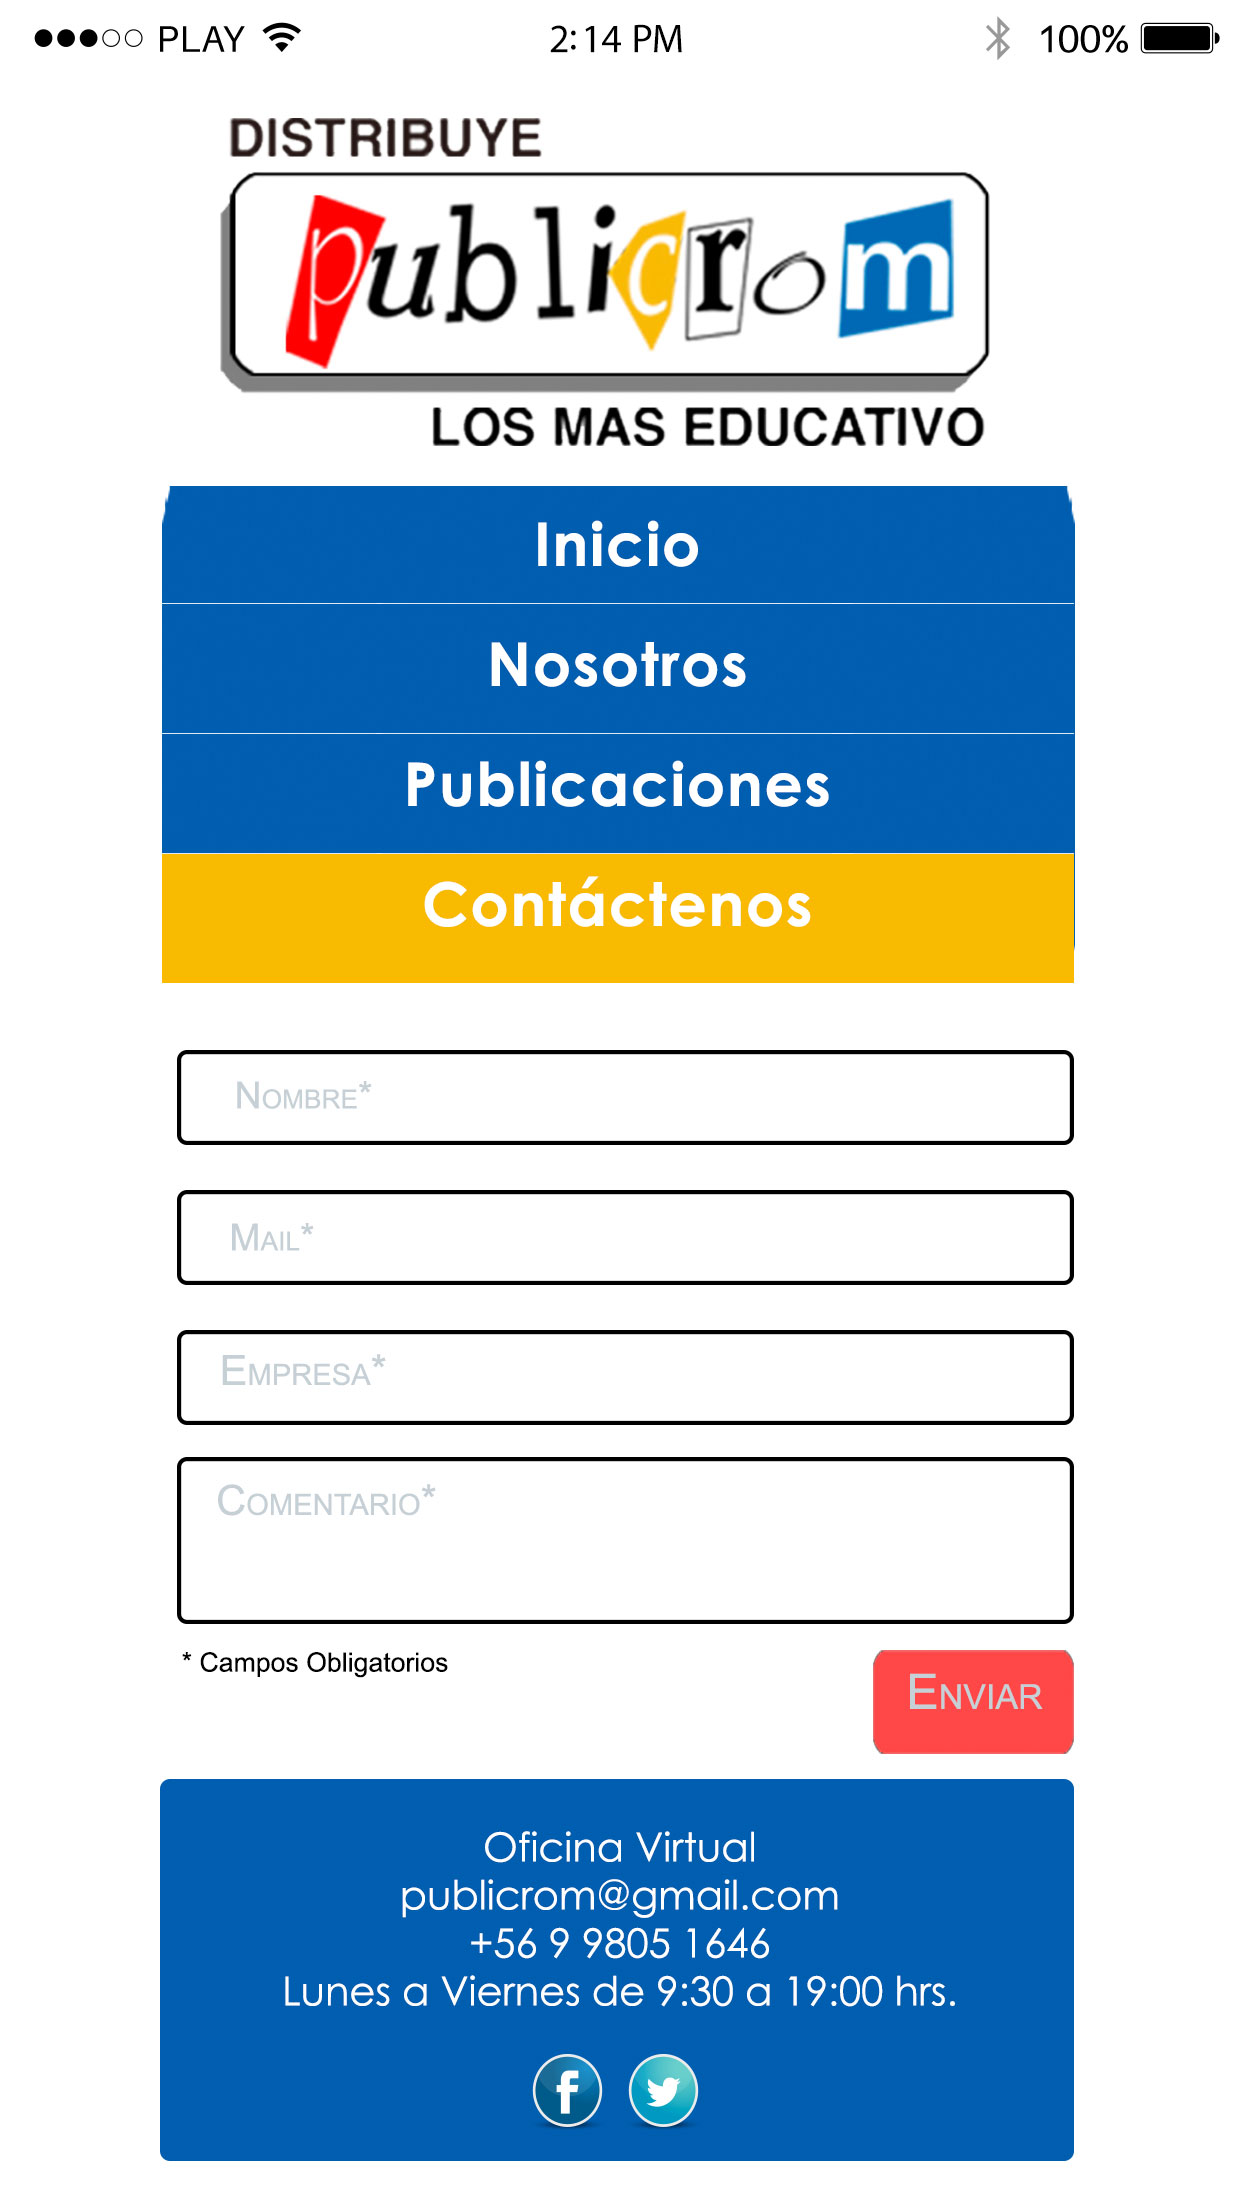 PLAY 2:14 PM 100%
DISTRIBUYE
publicrom
LOS MAS EDUCATIVO
Inicio
Nosotros
Publicaciones
Contáctenos
NOMBRE*
MAIL*
EMPRESA*
COMENTARIO*
* Campos Obligatorios
ENVIAR
Oficina Virtual
publicrom@gmail.com
+56 9 9805 1646
Lunes a Viernes de 9:30 a 19:00 hrs.